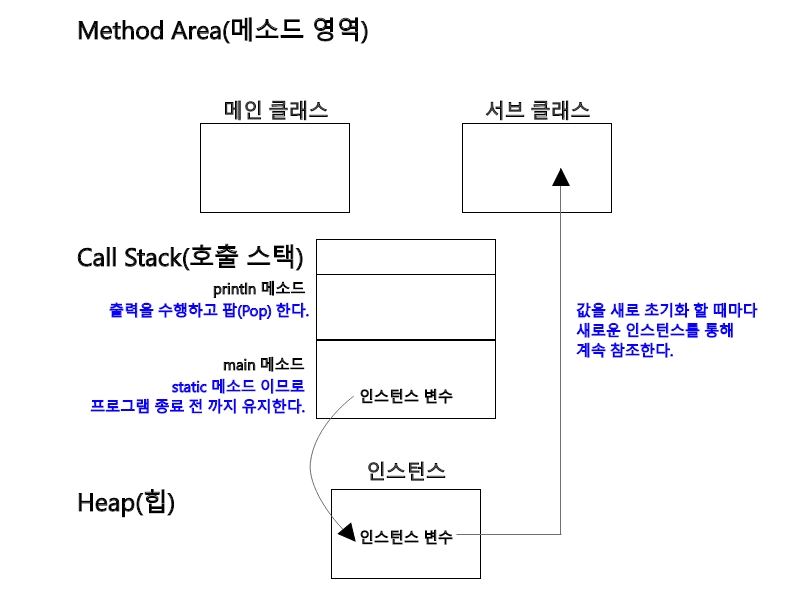 Method Area(메소드 영역)
메인 클래스
서브 클래스
Call Stack(호출 스택)
println 메소드
출력을 수행하고 팝(Pop) 한다.
값을 새로 초기화 할 때마다
새로운 인스턴스를 통해
계속 참조한다.
main 메소드
static 메소드 이므로
프로그램 종료 전 까지 유지한다.
인스턴스 변수
인스턴스
Heap(힙)
인스턴스 변수